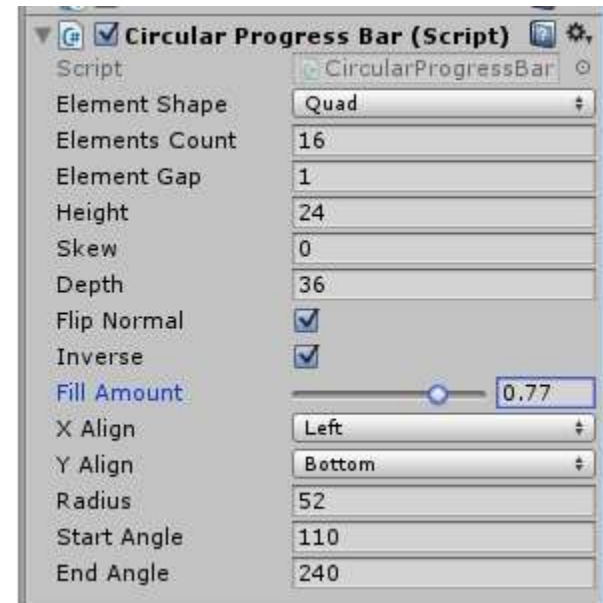 Circular Progress Bar (Script)
Script CircularProgressBar
Element Shape Quad
Elements Count 16
Element Gap 1
Height 24
Skew 0
Depth 36
Flip Normal
Inverse
Fill Amount 0.77
X Align Left
Y Align Bottom
Radius 52
Start Angle 110
End Angle 240